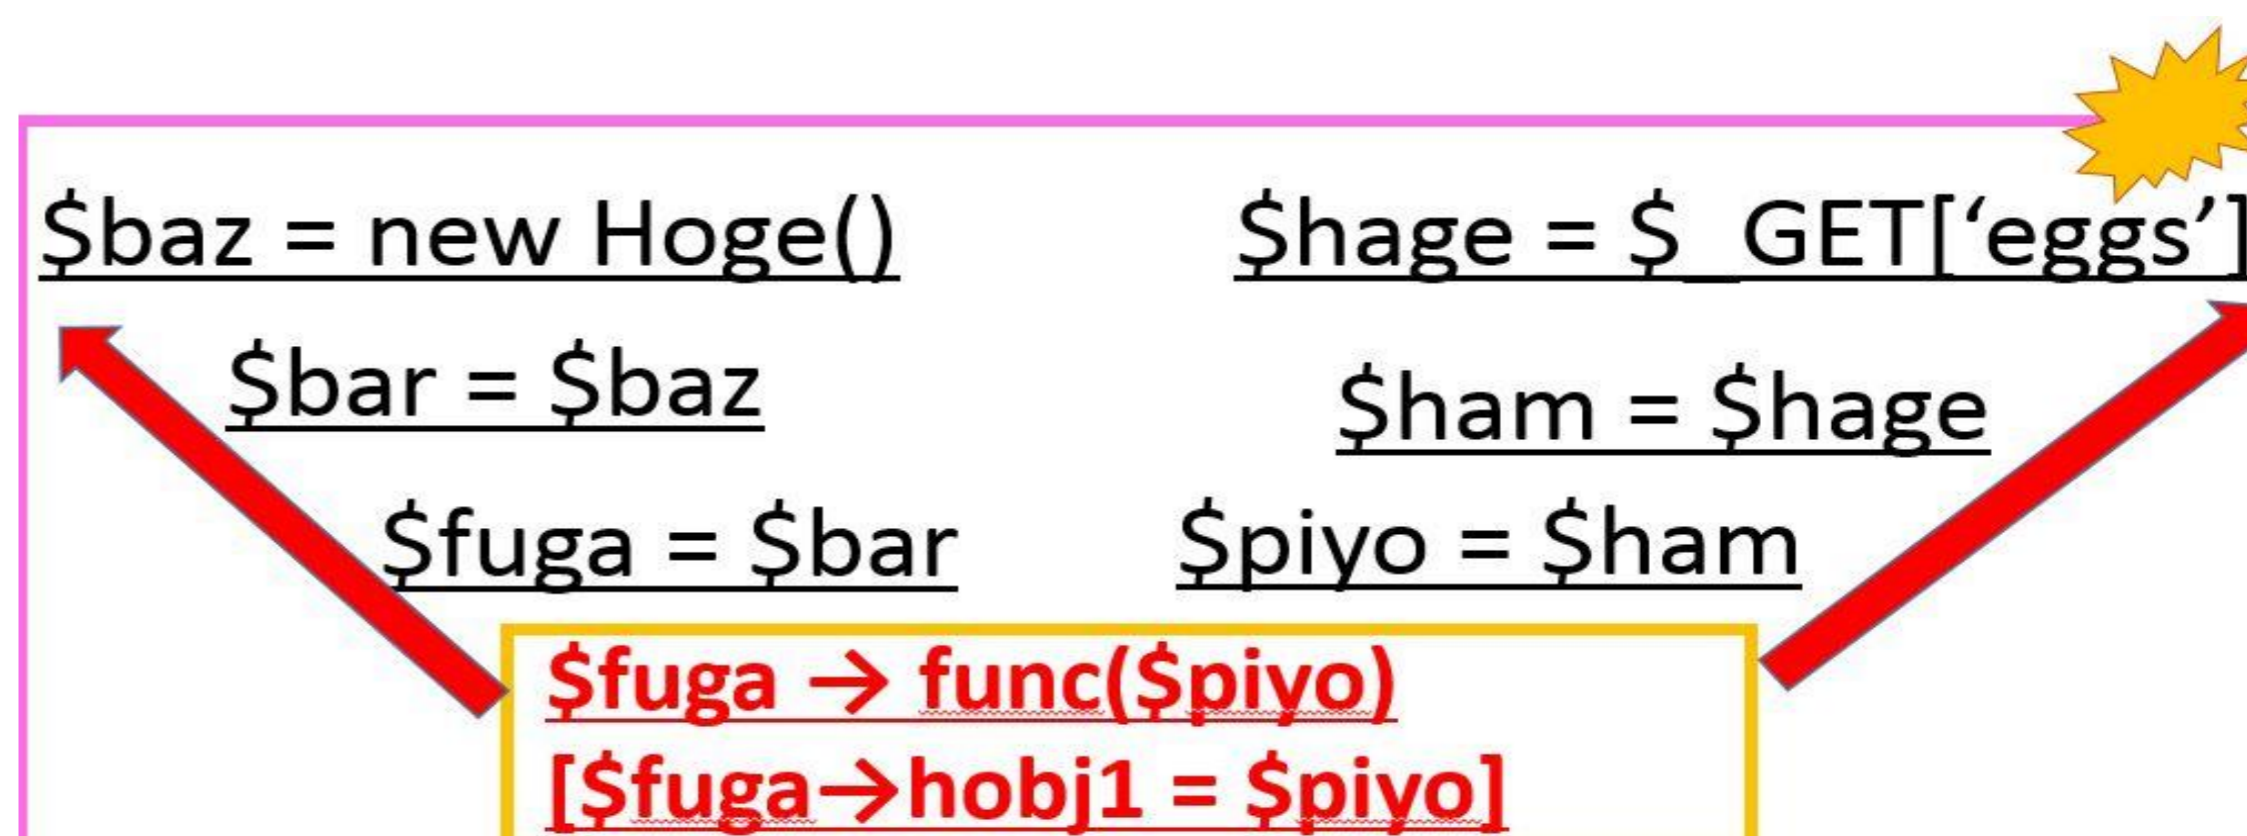 $baz = new Hoge()
$hage = $_GET[‘eggs’]
$bar = $baz
$ham = $hage
$fuga = $bar
$piyo = $ham
$fuga → func($piyo)
[$fuga→hobj1 = $piyo]